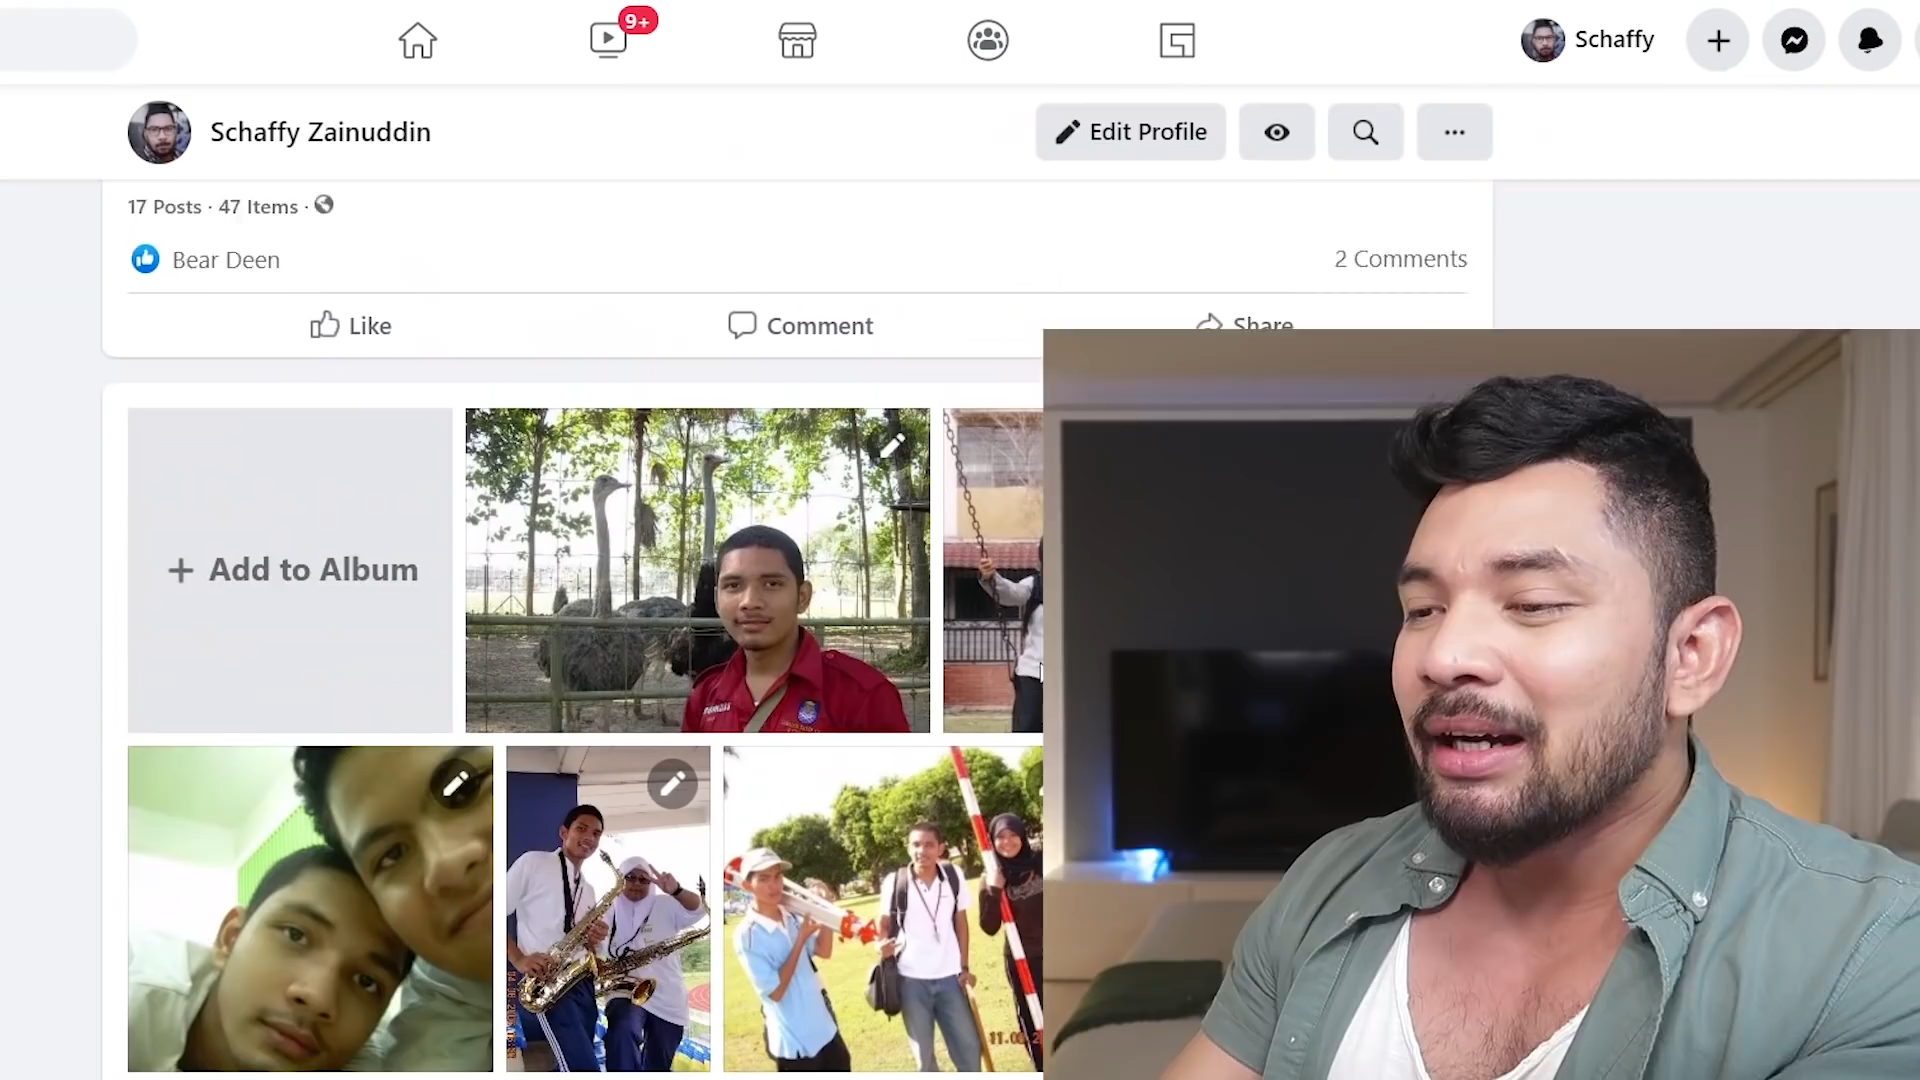 9+
Schaffy
Schaffy Zainuddin
Edit Profile
17 Posts · 47 Items ·
Bear Deen
2 Comments
Like
Comment
Share
+ Add to Album